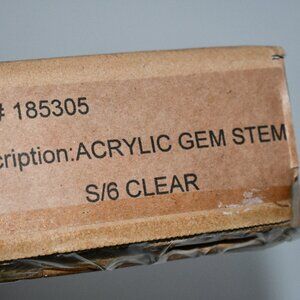 # 185305
cription:ACRYLIC GEM STEM
S/6 CLEAR